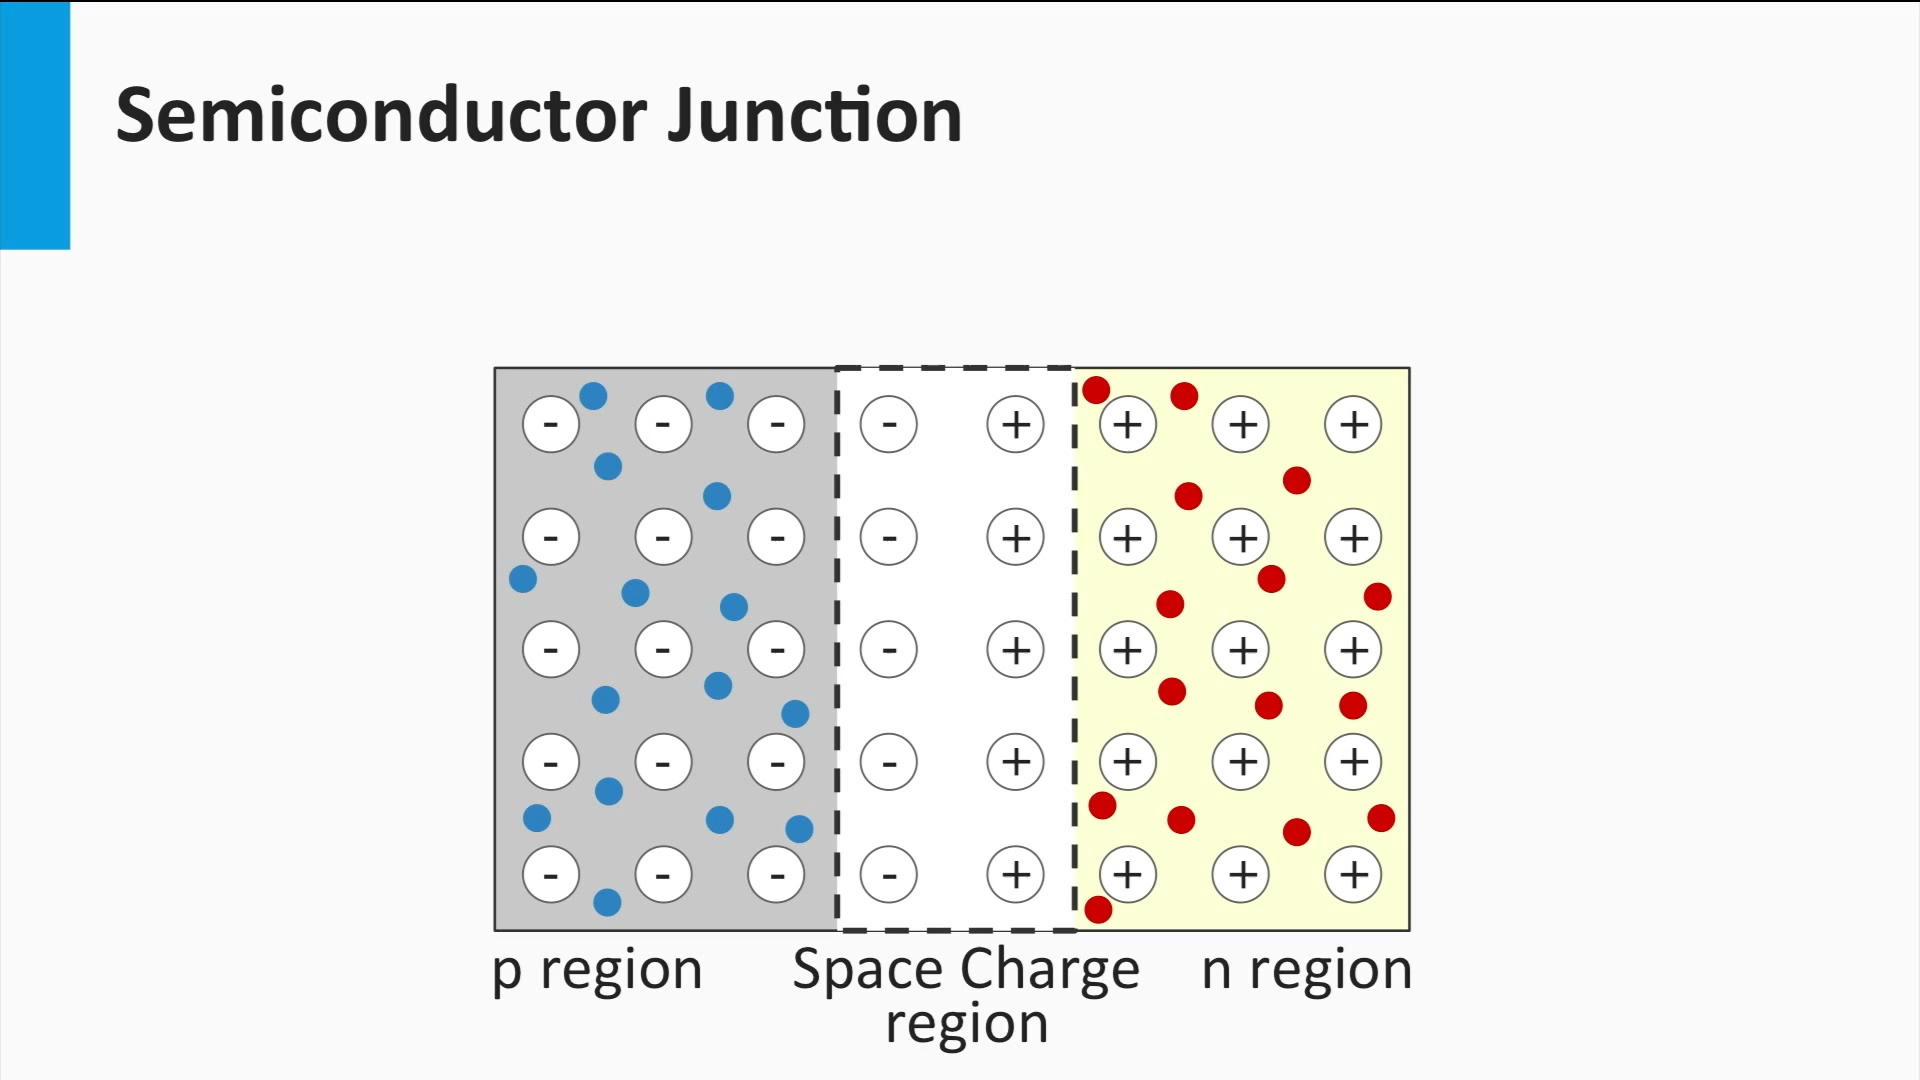 Semiconductor Junction
- - - - + + + +
- - - - + + + +
- - - - + + + +
- - - - + + + +
- - - - + + + +
p region Space Charge n region
region